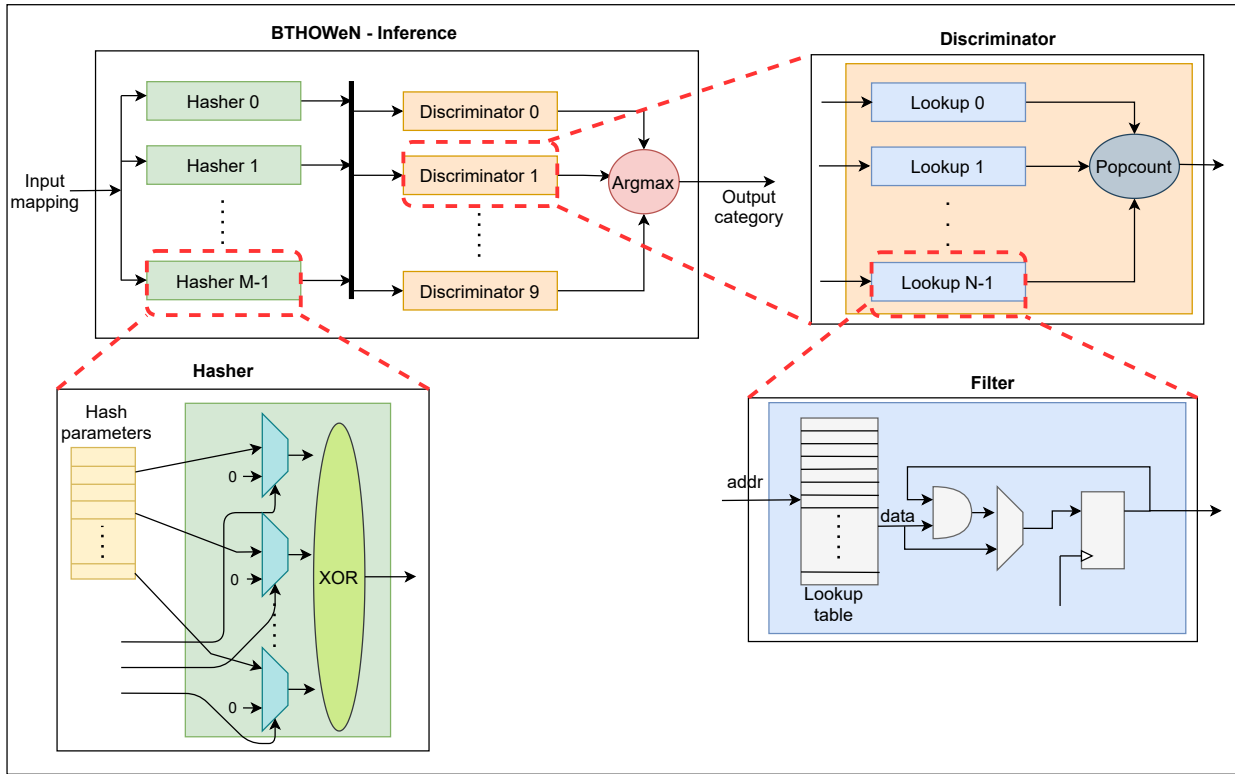 BTHOWeN - Inference
Input
mapping
Hasher 0
Hasher 1
Hasher M-1
Discriminator 0
Discriminator 1
Discriminator 9
Argmax
Output
category
Discriminator
Lookup 0
Lookup 1
Lookup N-1
Popcount
Hasher
Hash
parameters
0
0
0
XOR
Filter
addr
data
Lookup
table